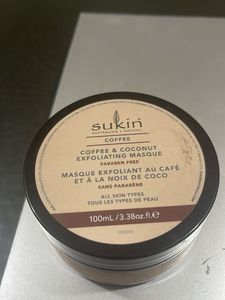 sukin
AUSTRALIAN • NATURAL
COFFEE
COFFEE & COCONUT
EXFOLIATING MASQUE
PARABEN FREE
MASQUE EXFOLIANT AU CAFÉ
ET À LA NOIX DE COCO
SANS PARABÈNE
ALL SKIN TYPES
TOUS LES TYPES DE PEAU
100mL / 3.38oz.fl.℮